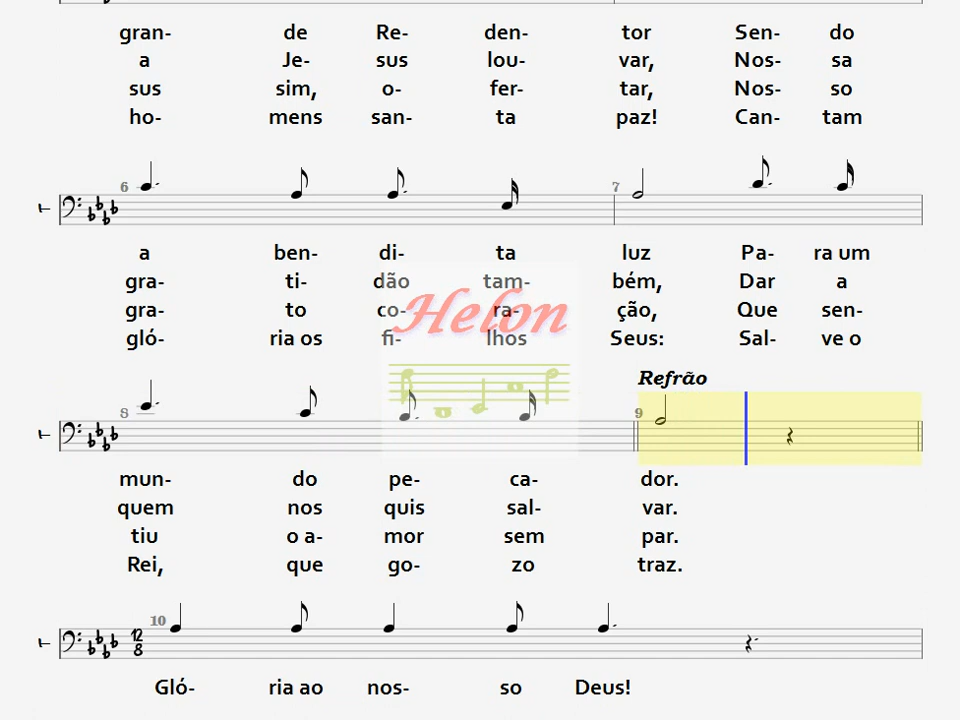 gran- de Re- den- tor Sen- do
a Je- sus lou- var, Nos- sa
sus sim, o- fer- tar, Nos- so
ho- mens san- ta paz! Can- tam
6 7
T
a ben- di- ta luz Pa- ra um
gra- ti- dão tam- bém, Dar a
gra- to co- ra- ção, Que sen-
Helon
gló- ria os fi- lhos Seus: Sal- ve o
Refrão
8 9
T
mun- do pe- ca- dor.
quem nos quis sal- var.
tiu o a- mor sem par.
Rei, que go- zo traz.
10
T 12 8
Gló- ria ao nos- so Deus!